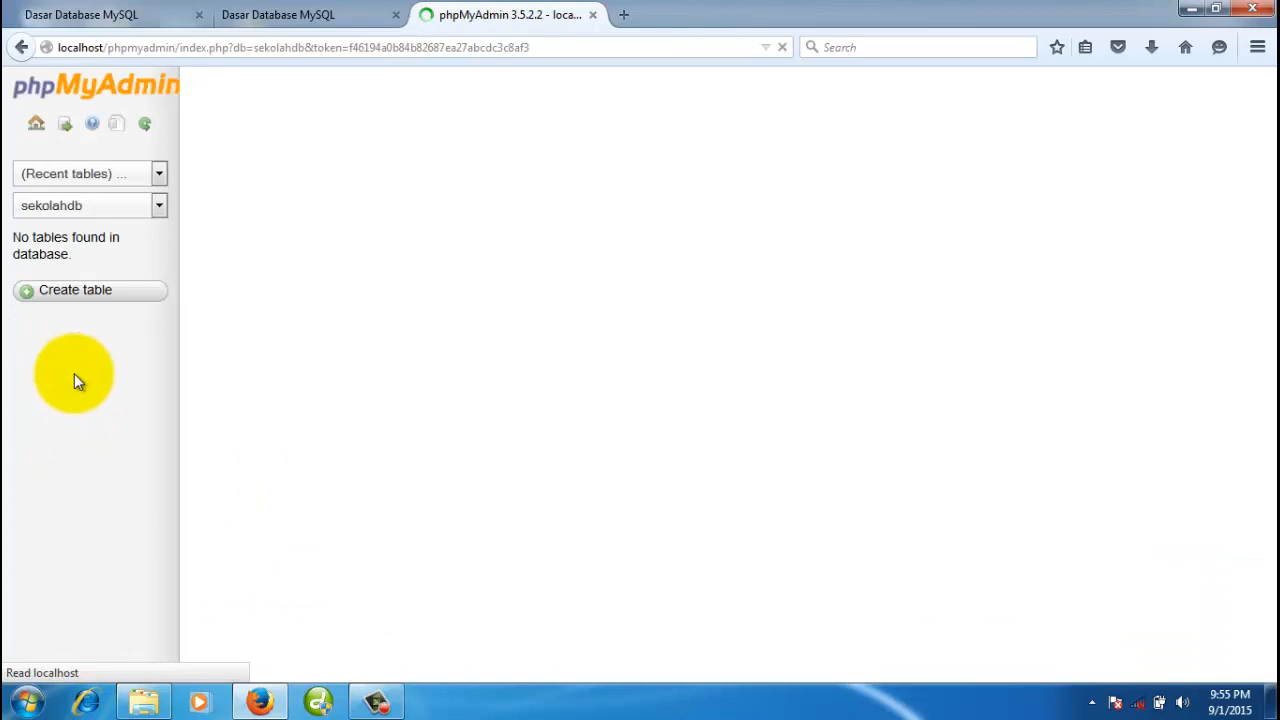 Dasar Database MySQL
Dasar Database MySQL
phpMyAdmin 3.5.2.2 - loca...
localhost/phpmyadmin/index.php?db=sekolahdb&token=f46194a0b84b82687ea27abcdc3c8af3
Search
phpMyAdmin
(Recent tables) ...
sekolahdb
No tables found in
database.
Create table
Read localhost
9:55 PM
9/1/2015